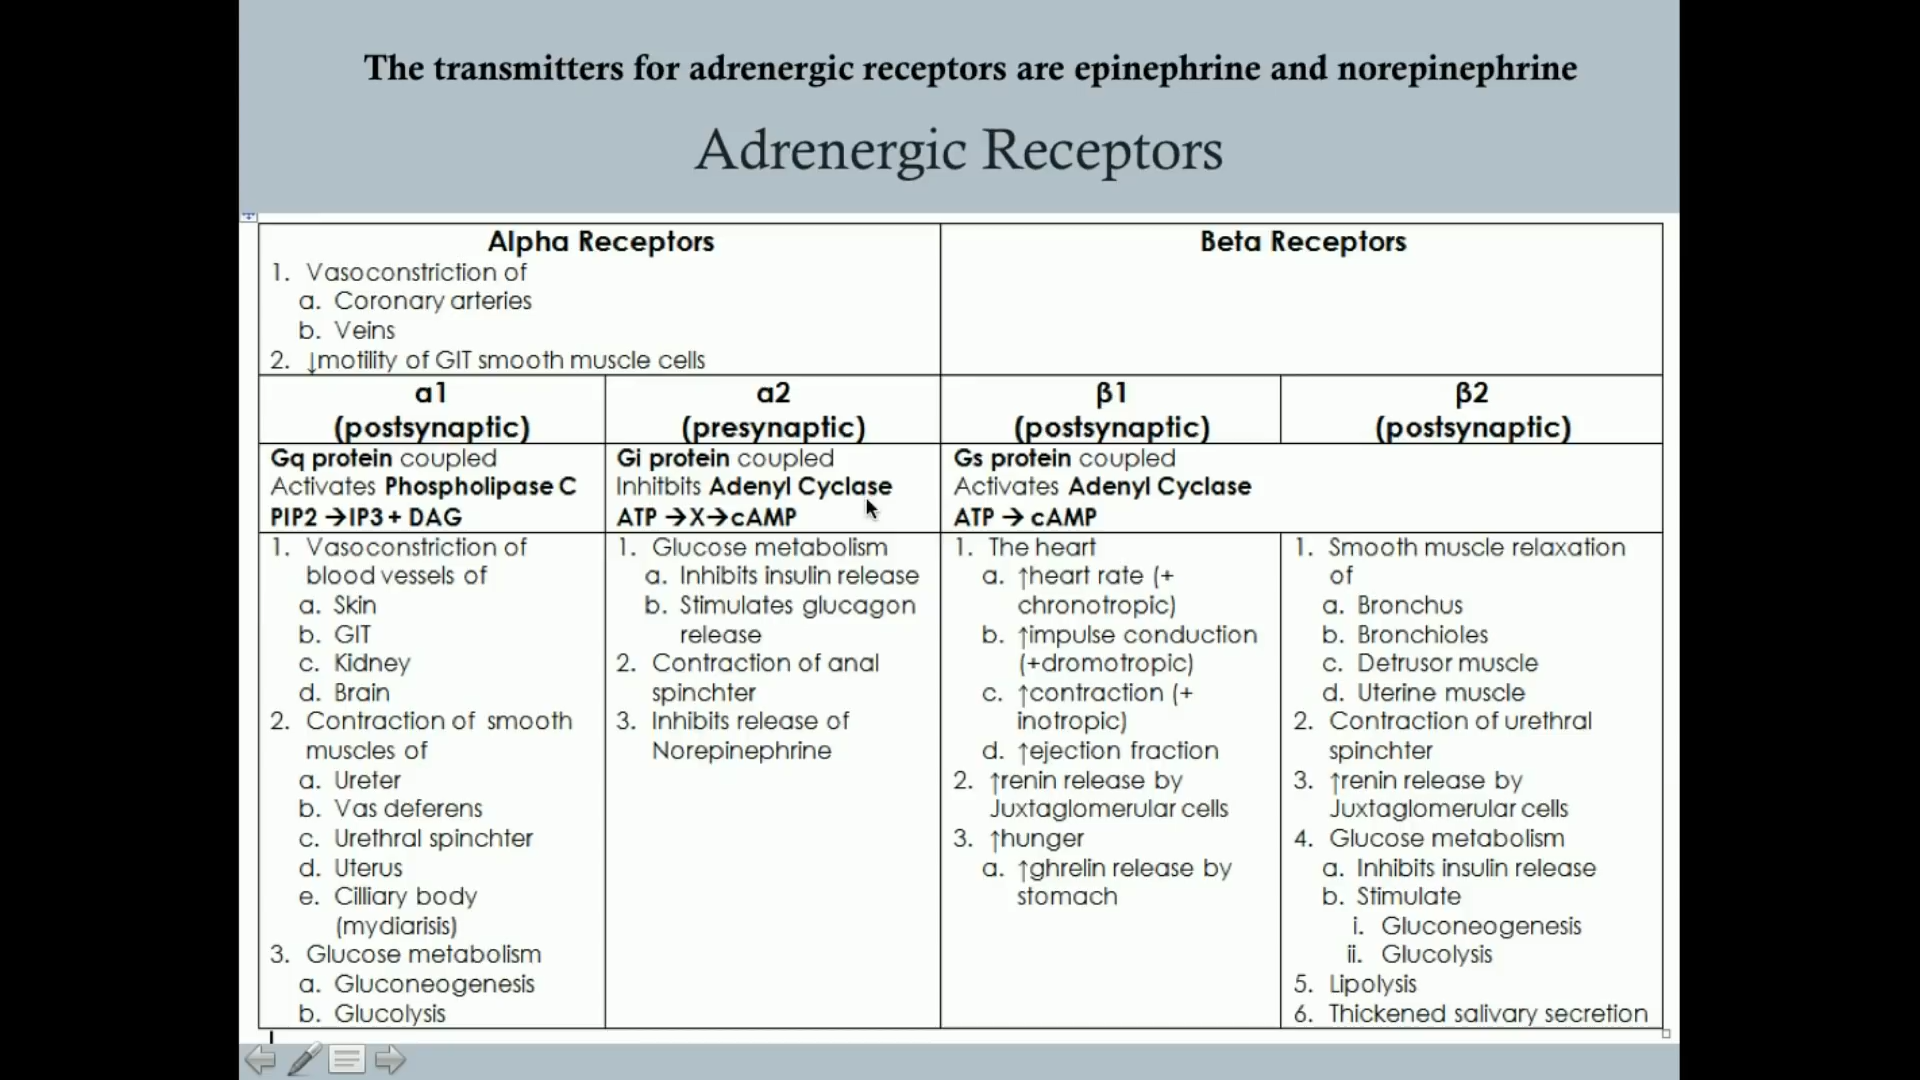 The transmitters for adrenergic receptors are epinephrine and norepinephrine
Adrenergic Receptors
Alpha Receptors
1. Vasoconstriction of
a. Coronary arteries
b. Veins
2. ↓motility of GIT smooth muscle cells
Beta Receptors
α1
(postsynaptic)
α2
(presynaptic)
β1
(postsynaptic)
β2
(postsynaptic)
Gq protein coupled
Activates Phospholipase C
PIP2 →IP3 + DAG
Gi protein coupled
Inhitbits Adenyl Cyclase
ATP →X→cAMP
Gs protein coupled
Activates Adenyl Cyclase
ATP → cAMP
1. Vasoconstriction of
blood vessels of
a. Skin
b. GIT
c. Kidney
d. Brain
2. Contraction of smooth
muscles of
a. Ureter
b. Vas deferens
c. Urethral spinchter
d. Uterus
e. Cilliary body
(mydiarisis)
3. Glucose metabolism
a. Gluconeogenesis
b. Glucolysis
1. Glucose metabolism
a. Inhibits insulin release
b. Stimulates glucagon
release
2. Contraction of anal
spinchter
3. Inhibits release of
Norepinephrine
1. The heart
a. ↑heart rate (+
chronotropic)
b. ↑impulse conduction
(+dromotropic)
c. ↑contraction (+
inotropic)
d. ↑ejection fraction
2. ↑renin release by
Juxtaglomerular cells
3. ↑hunger
a. ↑ghrelin release by
stomach
1. Smooth muscle relaxation
of
a. Bronchus
b. Bronchioles
c. Detrusor muscle
d. Uterine muscle
2. Contraction of urethral
spinchter
3. ↑renin release by
Juxtaglomerular cells
4. Glucose metabolism
a. Inhibits insulin release
b. Stimulate
i. Gluconeogenesis
ii. Glucolysis
5. Lipolysis
6. Thickened salivary secretion